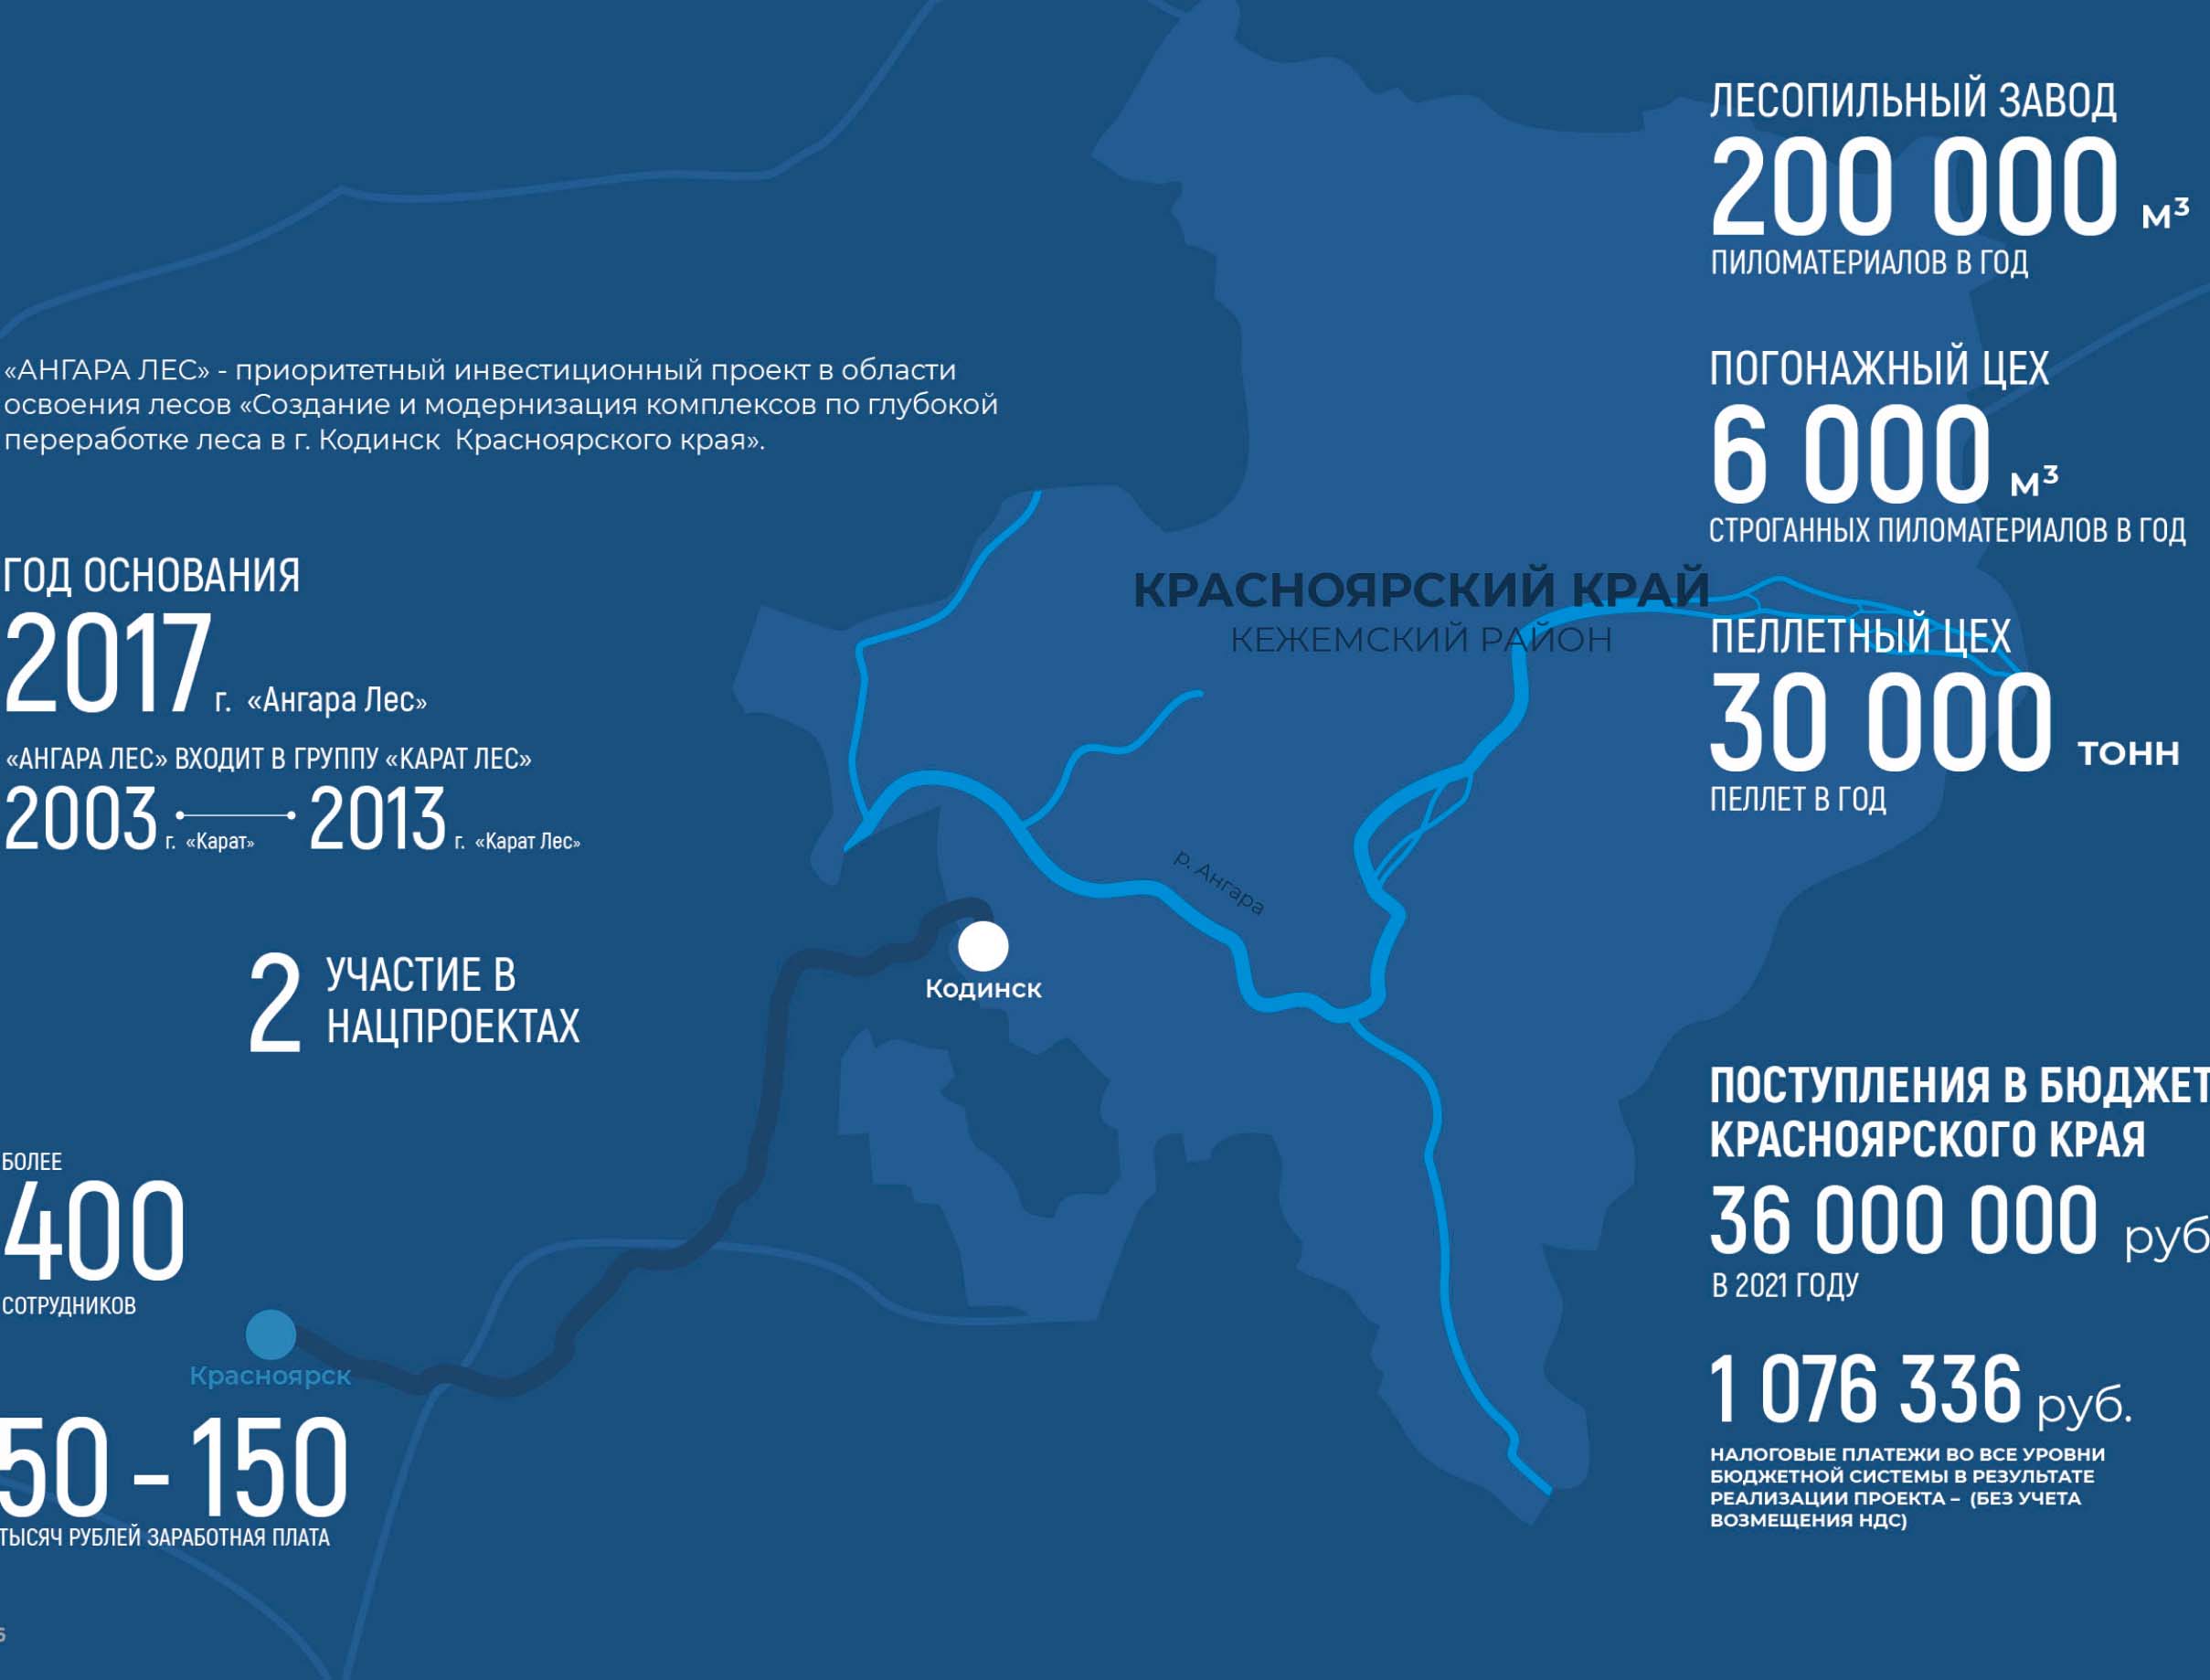 «АНГАРА ЛЕС» - приоритетный инвестиционный проект в области
освоения лесов «Создание и модернизация комплексов по глубокой
переработке леса в г. Кодинск Красноярского края».
ГОД ОСНОВАНИЯ
2017 г. «Ангара Лес»
«АНГАРА ЛЕС» ВХОДИТ В ГРУППУ «КАРАТ ЛЕС»
2003 г. «Карат» 2013 г. «Карат Лес»
2 УЧАСТИЕ В
НАЦПРОЕКТАХ
БОЛЕЕ
400
СОТРУДНИКОВ
Красноярск
50 - 150
ТЫСЯЧ РУБЛЕЙ ЗАРАБОТНАЯ ПЛАТА
КРАСНОЯРСКИЙ КРАЙ
КЕЖЕМСКИЙ РАЙОН
р. Ангара
Кодинск
ЛЕСОПИЛЬНЫЙ ЗАВОД
200 000 м³
ПИЛОМАТЕРИАЛОВ В ГОД
ПОГОНАЖНЫЙ ЦЕХ
6 000 м³
СТРОГАННЫХ ПИЛОМАТЕРИАЛОВ В ГОД
ПЕЛЛЕТНЫЙ ЦЕХ
30 000 тонн
ПЕЛЛЕТ В ГОД
ПОСТУПЛЕНИЯ В БЮДЖЕТ
КРАСНОЯРСКОГО КРАЯ
36 000 000 руб
В 2021 ГОДУ
1 076 336 руб.
НАЛОГОВЫЕ ПЛАТЕЖИ ВО ВСЕ УРОВНИ
БЮДЖЕТНОЙ СИСТЕМЫ В РЕЗУЛЬТАТЕ
РЕАЛИЗАЦИИ ПРОЕКТА – (БЕЗ УЧЕТА
ВОЗМЕЩЕНИЯ НДС)